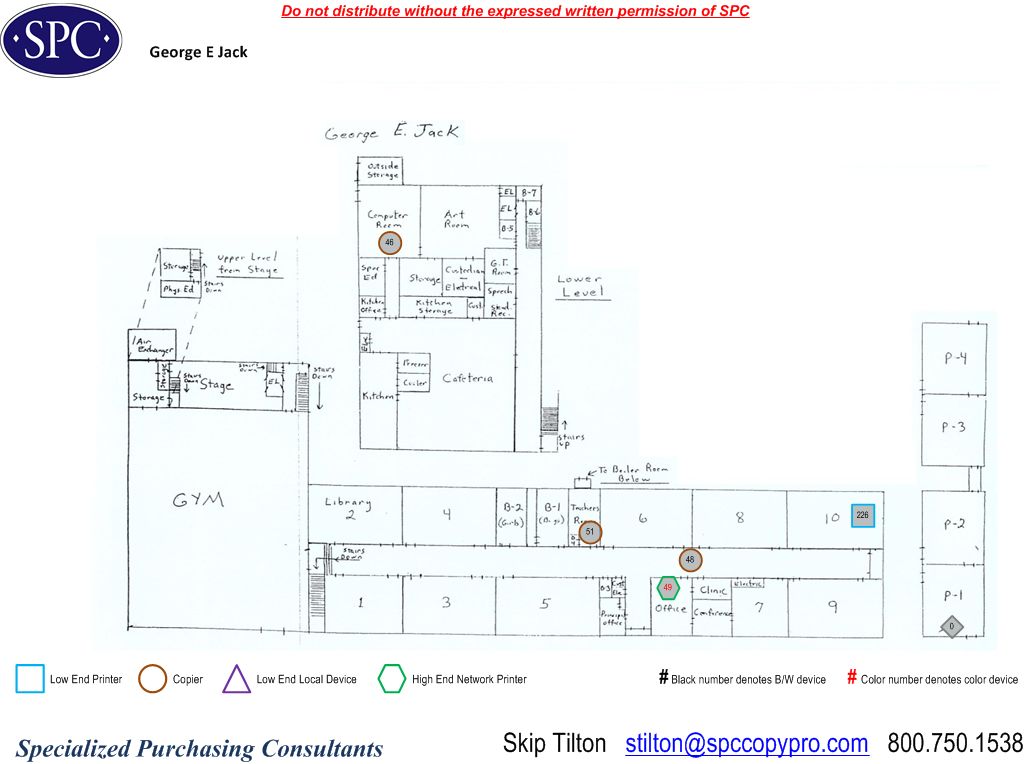 Do not distribute without the expressed written permission of SPC
SPC
George E Jack
George E. Jack
Outside
Storage
Computer
Room
46
Art
Room
EL
B-7
EL
B-6
B-5
Storage
Stairs
Down
Phys Ed
Upper Level
from Stage
Spec
Ed
Storage
Custodian
Eletrical
G.T.
Room
Speech
Kitchen
Office
Kitchen
Storage
Cust.
Stud.
Rec.
Lower
Level
Air
Exchanger
Storage
Stairs
Down
Stage
Stairs
Down
EL
Stairs
Down
Storage
Freezer
Cooler
Cafeteria
Kitchen
Stairs
up
P-4
P-3
To Boiler Room
Below
GYM
Library
2
4
B-2
(Girls)
B-1
(Boys)
Teachers
51
6
8
10
226
P-2
Stairs
Down
48
1
3
5
B-3
Principal
Office
49
Office
Clinic
Conference
Electric
7
9
P-1
0
Low End Printer
Copier
Low End Local Device
High End Network Printer
# Black number denotes B/W device
# Color number denotes color device
Specialized Purchasing Consultants
Skip Tilton stilton@spccopypro.com 800.750.1538